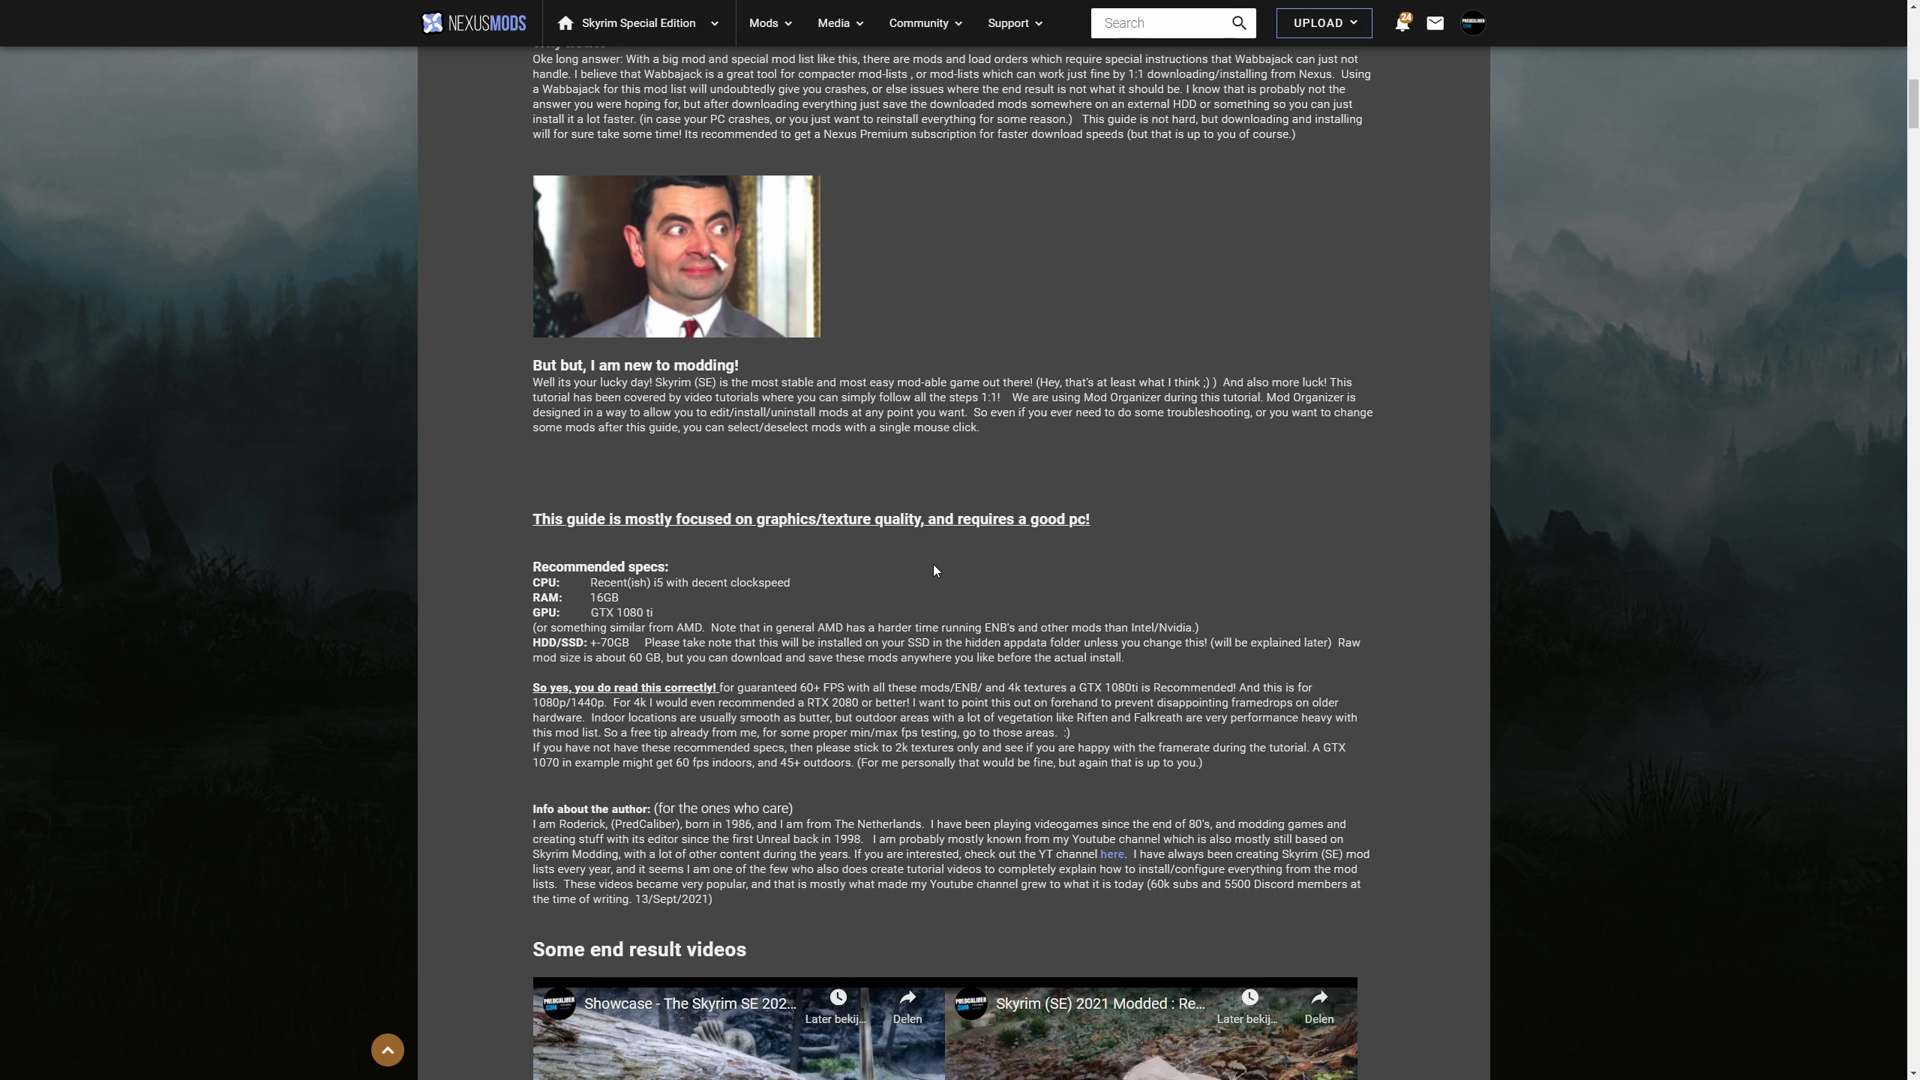 NEXUSMODS
Skyrim Special Edition
Mods
Media
Community
Support
Search
UPLOAD
24
Oke long answer: With a big mod and special mod list like this, there are mods and load orders which require special instructions that Wabbajack can just not
handle. I believe that Wabbajack is a great tool for compacter mod-lists , or mod-lists which can work just fine by 1:1 downloading/installing from Nexus.  Using
a Wabbajack for this mod list will undoubtedly give you crashes, or else issues where the end result is not what it should be. I know that is probably not the
answer you were hoping for, but after downloading everything just save the downloaded mods somewhere on an external HDD or something so you can just
install it a lot faster. (in case your PC crashes, or you just want to reinstall everything for some reason.)   This guide is not hard, but downloading and installing
will for sure take some time! Its recommended to get a Nexus Premium subscription for faster download speeds (but that is up to you of course.)
But but, I am new to modding!
Well its your lucky day! Skyrim (SE) is the most stable and most easy mod-able game out there! (Hey, that's at least what I think ;) )  And also more luck! This
tutorial has been covered by video tutorials where you can simply follow all the steps 1:1!    We are using Mod Organizer during this tutorial. Mod Organizer is
designed in a way to allow you to edit/install/uninstall mods at any point you want.  So even if you ever need to do some troubleshooting, or you want to change
some mods after this guide, you can select/deselect mods with a single mouse click.
This guide is mostly focused on graphics/texture quality, and requires a good pc!
Recommended specs:
CPU: Recent(ish) i5 with decent clockspeed
RAM: 16GB
GPU: GTX 1080 ti
(or something similar from AMD.  Note that in general AMD has a harder time running ENB's and other mods than Intel/Nvidia.)
HDD/SSD: +-70GB     Please take note that this will be installed on your SSD in the hidden appdata folder unless you change this! (will be explained later)  Raw
mod size is about 60 GB, but you can download and save these mods anywhere you like before the actual install.
So yes, you do read this correctly! for guaranteed 60+ FPS with all these mods/ENB/ and 4k textures a GTX 1080ti is Recommended! And this is for
1080p/1440p.  For 4k I would even recommended a RTX 2080 or better! I want to point this out on forehand to prevent disappointing framedrops on older
hardware.  Indoor locations are usually smooth as butter, but outdoor areas with a lot of vegetation like Riften and Falkreath are very performance heavy with
this mod list. So a free tip already from me, for some proper min/max fps testing, go to those areas.  :)
If you have not have these recommended specs, then please stick to 2k textures only and see if you are happy with the framerate during the tutorial. A GTX
1070 in example might get 60 fps indoors, and 45+ outdoors. (For me personally that would be fine, but again that is up to you.)
Info about the author: (for the ones who care)
I am Roderick, (PredCaliber), born in 1986, and I am from The Netherlands.  I have been playing videogames since the end of 80's, and modding games and
creating stuff with its editor since the first Unreal back in 1998.   I am probably mostly known from my Youtube channel which is also mostly still based on
Skyrim Modding, with a lot of other content during the years. If you are interested, check out the YT channel here.  I have always been creating Skyrim (SE) mod
lists every year, and it seems I am one of the few who also does create tutorial videos to completely explain how to install/configure everything from the mod
lists.  These videos became very popular, and that is mostly what made my Youtube channel grew to what it is today (60k subs and 5500 Discord members at
the time of writing. 13/Sept/2021)
Some end result videos
Showcase - The Skyrim SE 202...
Later bekij...
Delen
Skyrim (SE) 2021 Modded : Re...
Later bekij...
Delen